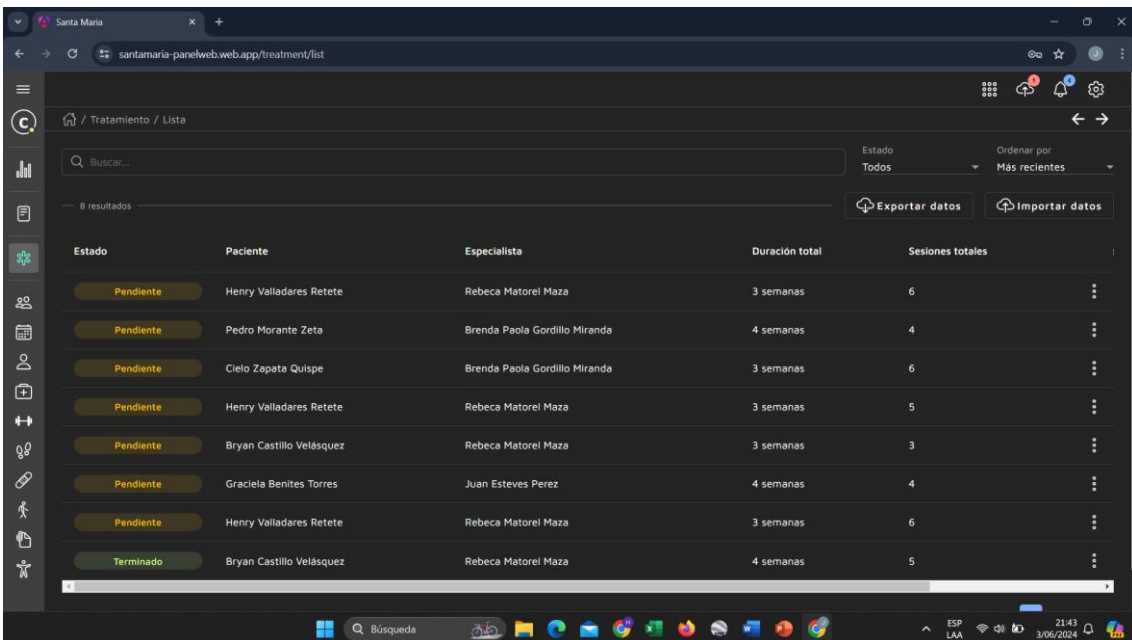 Santa Maria
santamaria-panelweb.web.app/treatment/list
J
1
4
C.
/ Tratamiento / Lista
Buscar...
Estado
Todos
Ordenar por
Más recientes
8 resultados
Exportar datos
Importar datos
Estado Paciente Especialista Duración total Sesiones totales
Pendiente Henry Valladares Retete Rebeca Matorel Maza 3 semanas 6
Pendiente Pedro Morante Zeta Brenda Paola Gordillo Miranda 4 semanas 4
Pendiente Cielo Zapata Quispe Brenda Paola Gordillo Miranda 3 semanas 6
Pendiente Henry Valladares Retete Rebeca Matorel Maza 3 semanas 5
Pendiente Bryan Castillo Velásquez Rebeca Matorel Maza 3 semanas 3
Pendiente Graciela Benites Torres Juan Esteves Perez 4 semanas 4
Pendiente Henry Valladares Retete Rebeca Matorel Maza 3 semanas 6
Terminado Bryan Castillo Velásquez Rebeca Matorel Maza 4 semanas 5
Búsqueda
ESP
LAA
21:43
3/06/2024